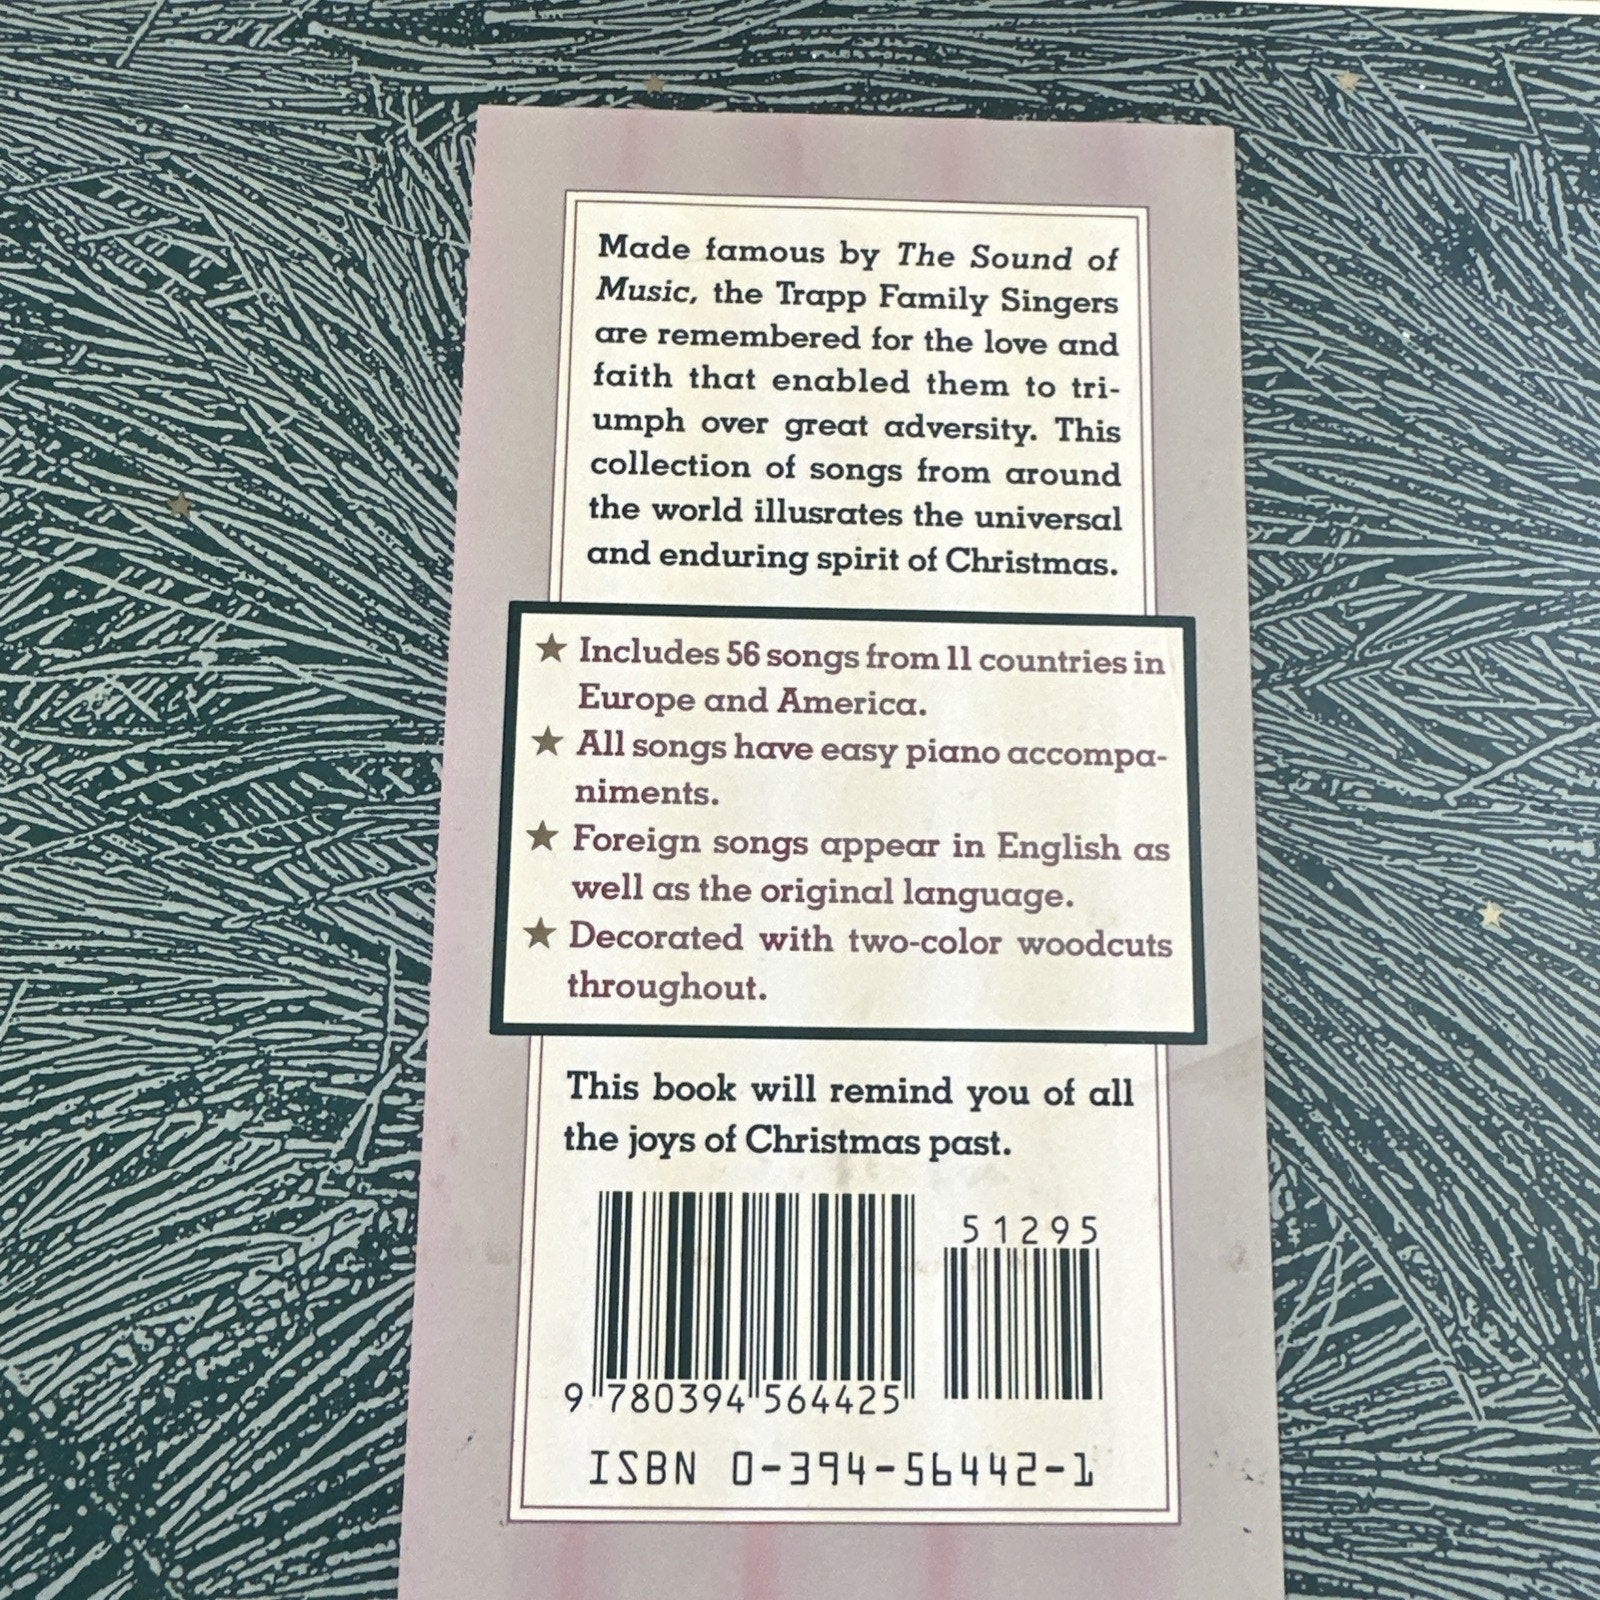 Made famous by The Sound of
Music, the Trapp Family Singers
are remembered for the love and
faith that enabled them to tri-
umph over great adversity. This
collection of songs from around
the world illusrates the universal
and enduring spirit of Christmas.
★ Includes 56 songs from 11 countries in
Europe and America.
★ All songs have easy piano accompa-
niments.
★ Foreign songs appear in English as
well as the original language.
★ Decorated with two-color woodcuts
throughout.
This book will remind you of all
the joys of Christmas past.
51295
9 780394 564425
ISBN 0-394-56442-1